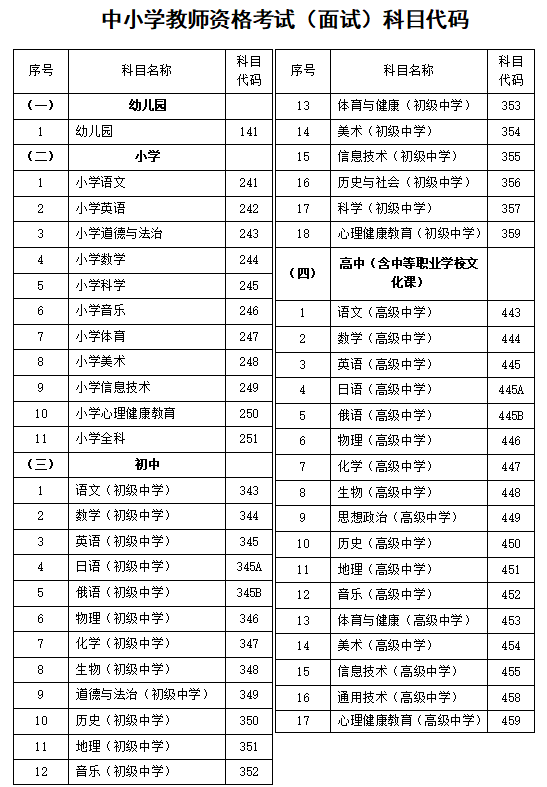 中小学教师资格考试（面试）科目代码
序号 科目名称 科目代码
（一） 幼儿园
1 幼儿园 141
（二） 小学
1 小学语文 241
2 小学英语 242
3 小学道德与法治 243
4 小学数学 244
5 小学科学 245
6 小学音乐 246
7 小学体育 247
8 小学美术 248
9 小学信息技术 249
10 小学心理健康教育 250
11 小学全科 251
（三） 初中
1 语文（初级中学） 343
2 数学（初级中学） 344
3 英语（初级中学） 345
4 日语（初级中学） 345A
5 俄语（初级中学） 345B
6 物理（初级中学） 346
7 化学（初级中学） 347
8 生物（初级中学） 348
9 道德与法治（初级中学） 349
10 历史（初级中学） 350
11 地理（初级中学） 351
12 音乐（初级中学） 352
序号 科目名称 科目代码
13 体育与健康（初级中学） 353
14 美术（初级中学） 354
15 信息技术（初级中学） 355
16 历史与社会（初级中学） 356
17 科学（初级中学） 357
18 心理健康教育（初级中学） 359
（四） 高中（含中等职业学校文化课）
1 语文（高级中学） 443
2 数学（高级中学） 444
3 英语（高级中学） 445
4 日语（高级中学） 445A
5 俄语（高级中学） 445B
6 物理（高级中学） 446
7 化学（高级中学） 447
8 生物（高级中学） 448
9 思想政治（高级中学） 449
10 历史（高级中学） 450
11 地理（高级中学） 451
12 音乐（高级中学） 452
13 体育与健康（高级中学） 453
14 美术（高级中学） 454
15 信息技术（高级中学） 455
16 通用技术（高级中学） 458
17 心理健康教育（高级中学） 459